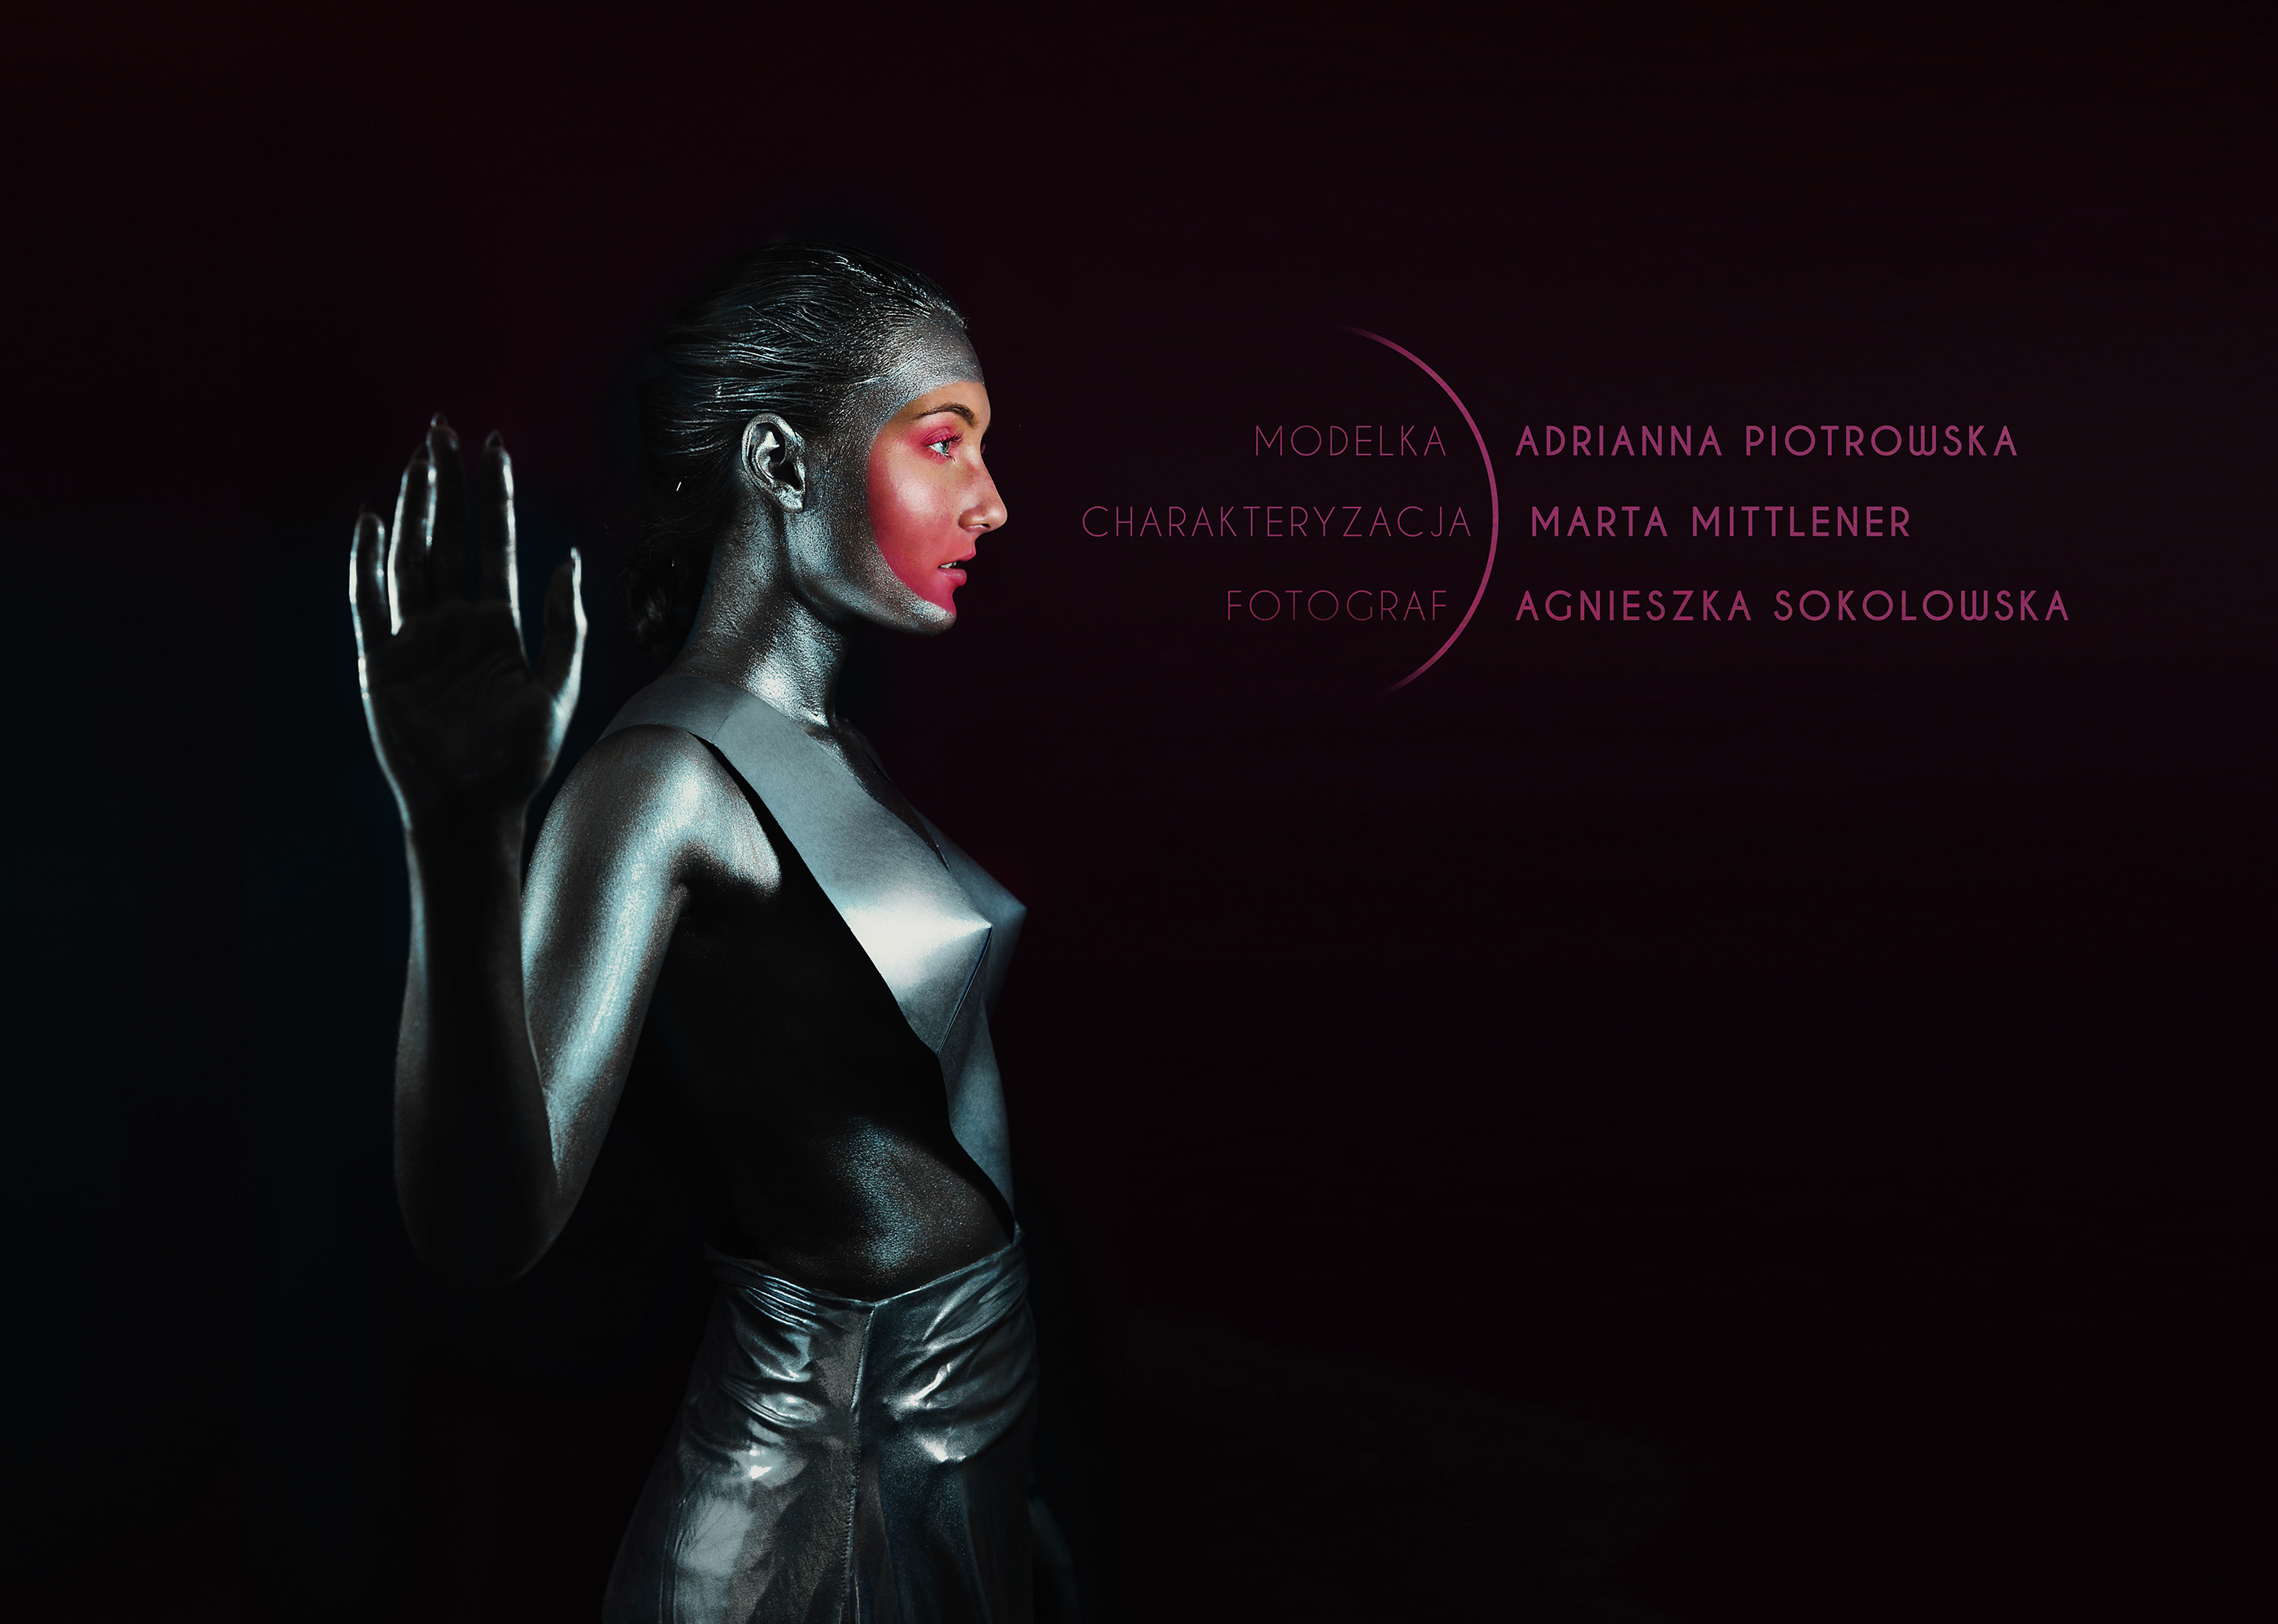 MODELKA ADRIANNA PIOTROWSKA
CHARAKTERYZACJA MARTA MITTLENER
FOTOGRAF AGNIESZKA SOKOLOWSKA